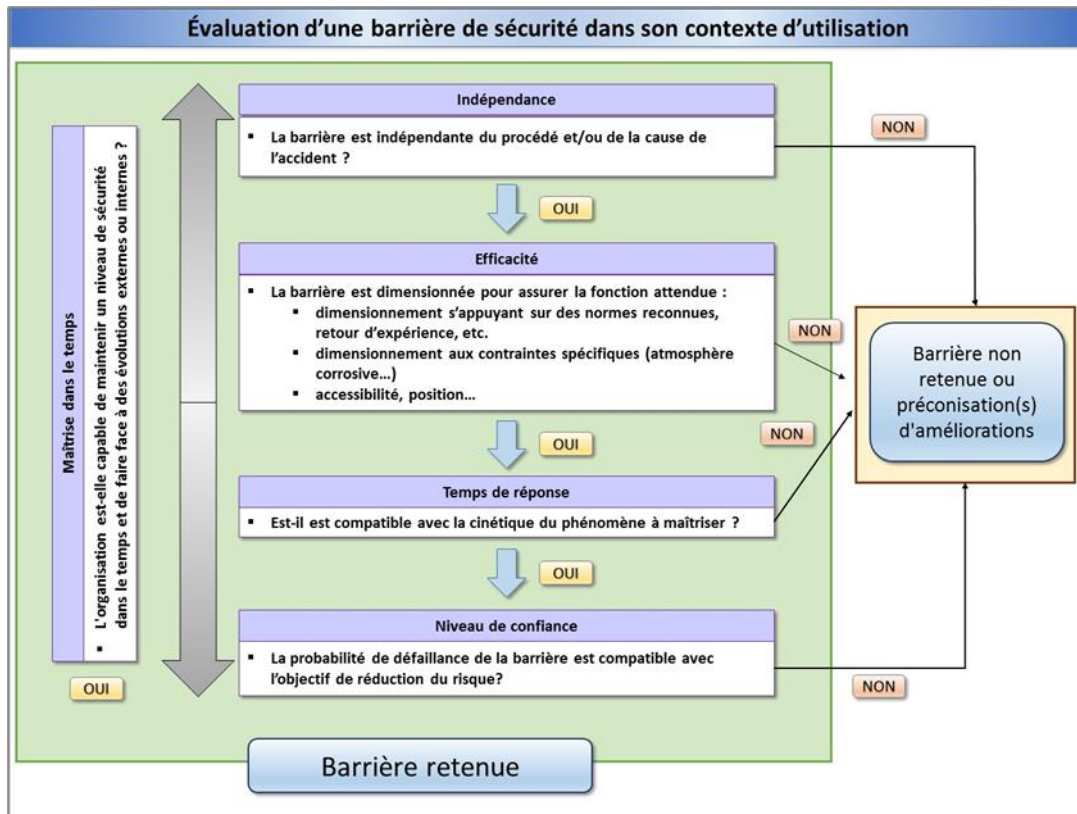 Évaluation d'une barrière de sécurité dans son contexte d'utilisation
Maîtrise dans le temps
▪ L'organisation est-elle capable de maintenir un niveau de sécurité
dans le temps et de faire face à des évolutions externes ou internes ?
OUI
Indépendance
▪ La barrière est indépendante du procédé et/ou de la cause de
l'accident ?
NON
OUI
Efficacité
▪ La barrière est dimensionnée pour assurer la fonction attendue :
▪ dimensionnement s'appuyant sur des normes reconnues,
retour d'expérience, etc.
▪ dimensionnement aux contraintes spécifiques (atmosphère
corrosive…)
▪ accessibilité, position…
NON
OUI
Temps de réponse
▪ Est-il est compatible avec la cinétique du phénomène à maîtriser ?
NON
OUI
Niveau de confiance
▪ La probabilité de défaillance de la barrière est compatible avec
l'objectif de réduction du risque?
NON
Barrière non
retenue ou
préconisation(s)
d'améliorations
Barrière retenue